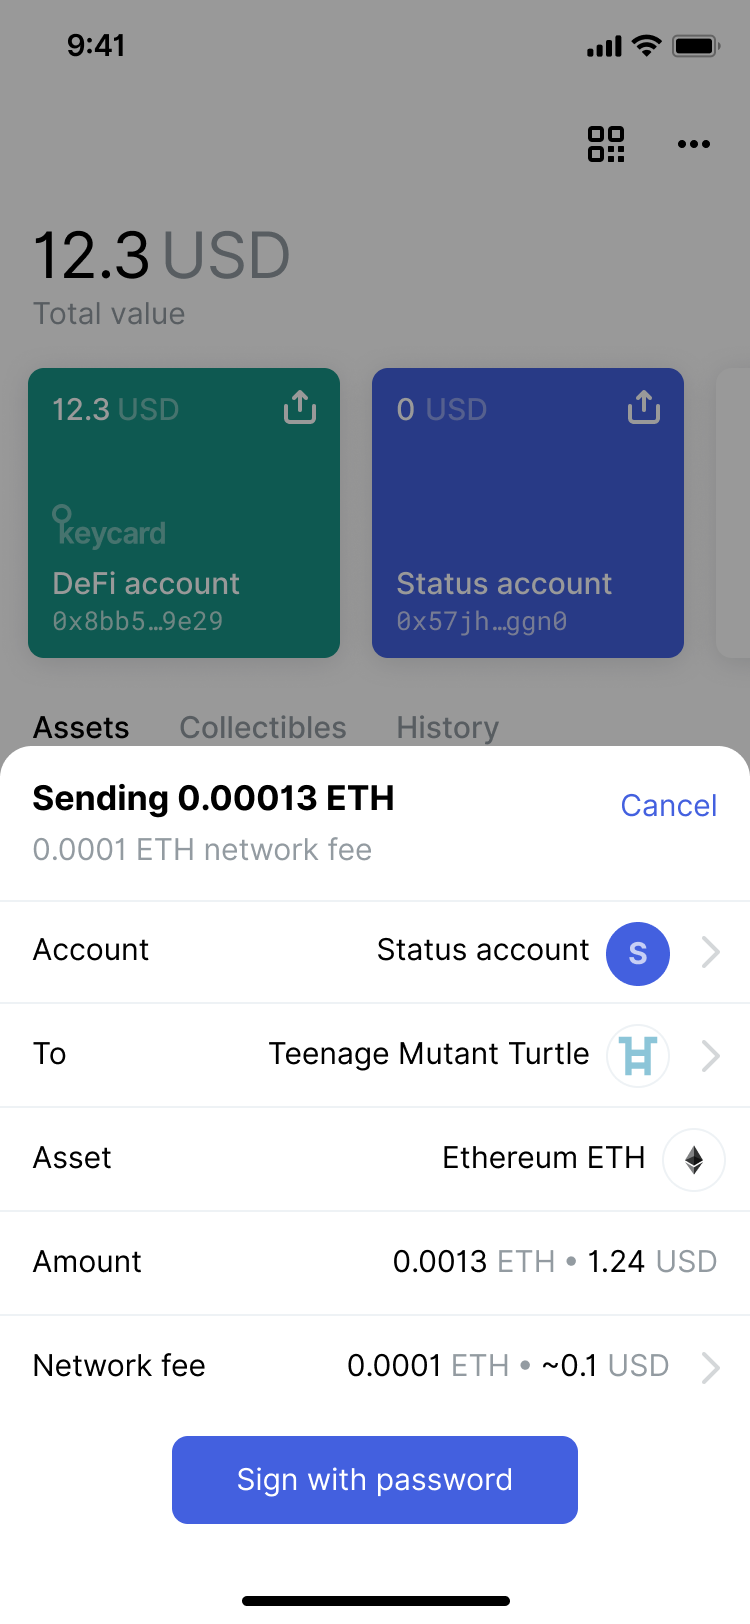 9:41
12.3 USD
Total value
12.3 USD
keycard
DeFi account
0x8bb5…9e29
0 USD
Status account
0x57jh…ggn0
Assets Collectibles History
Sending 0.00013 ETH
Cancel
0.0001 ETH network fee
Account Status account S
To Teenage Mutant Turtle
Asset Ethereum ETH
Amount 0.0013 ETH • 1.24 USD
Network fee 0.0001 ETH • ~0.1 USD
Sign with password